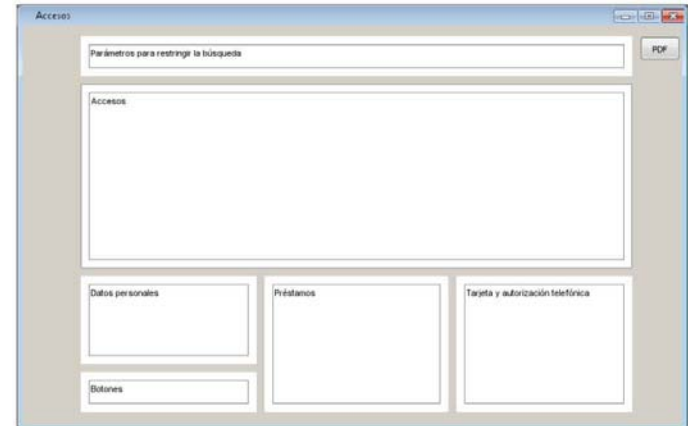 Accesos
Parámetros para restringir la búsqueda
PDF
Accesos
Datos personales
Préstamos
Tarjeta y autorización telefónica
Botones